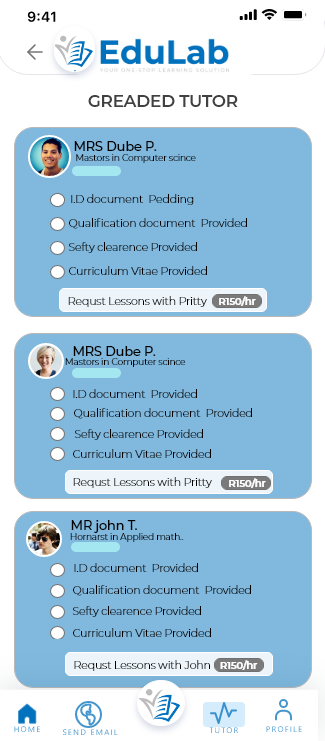 9:41
EduLab
YOUR ONE-STOP LEARNING SOLUTION
GREADED TUTOR
MRS Dube P.
Mastors in Computer scince
I.D document Pedding
Qualification document Provided
Sefty clearence Provided
Curriculum Vitae Provided
Requst Lessons with Pritty R150/hr
MRS Dube P.
Mastors in Computer scince
I.D document Provided
Qualification document Provided
Sefty clearence Provided
Curriculum Vitae Provided
Requst Lessons with Pritty R150/hr
MR john T.
Hornarst in Applied math..
I.D document Provided
Qualification document Provided
Sefty clearence Provided
Curriculum Vitae Provided
Requst Lessons with John R150/hr
HOME SEND EMAIL TUTOR PROFILE